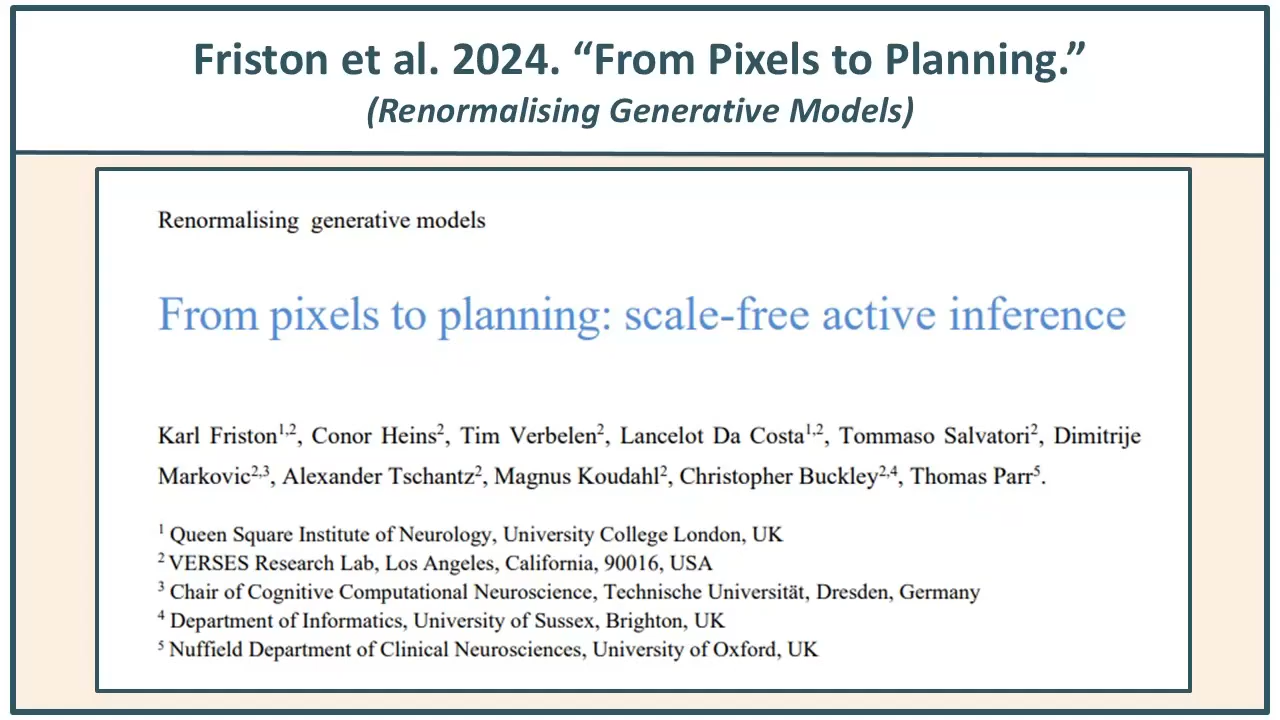 Friston et al. 2024. “From Pixels to Planning.”
(Renormalising Generative Models)
Renormalising generative models
From pixels to planning: scale-free active inference
Karl Friston1,2, Conor Heins2, Tim Verbelen2, Lancelot Da Costa1,2, Tommaso Salvatori2, Dimitrije
Markovic2,3, Alexander Tschantz2, Magnus Koudahl2, Christopher Buckley2,4, Thomas Parr5.
1 Queen Square Institute of Neurology, University College London, UK
2 VERSES Research Lab, Los Angeles, California, 90016, USA
3 Chair of Cognitive Computational Neuroscience, Technische Universität, Dresden, Germany
4 Department of Informatics, University of Sussex, Brighton, UK
5 Nuffield Department of Clinical Neurosciences, University of Oxford, UK